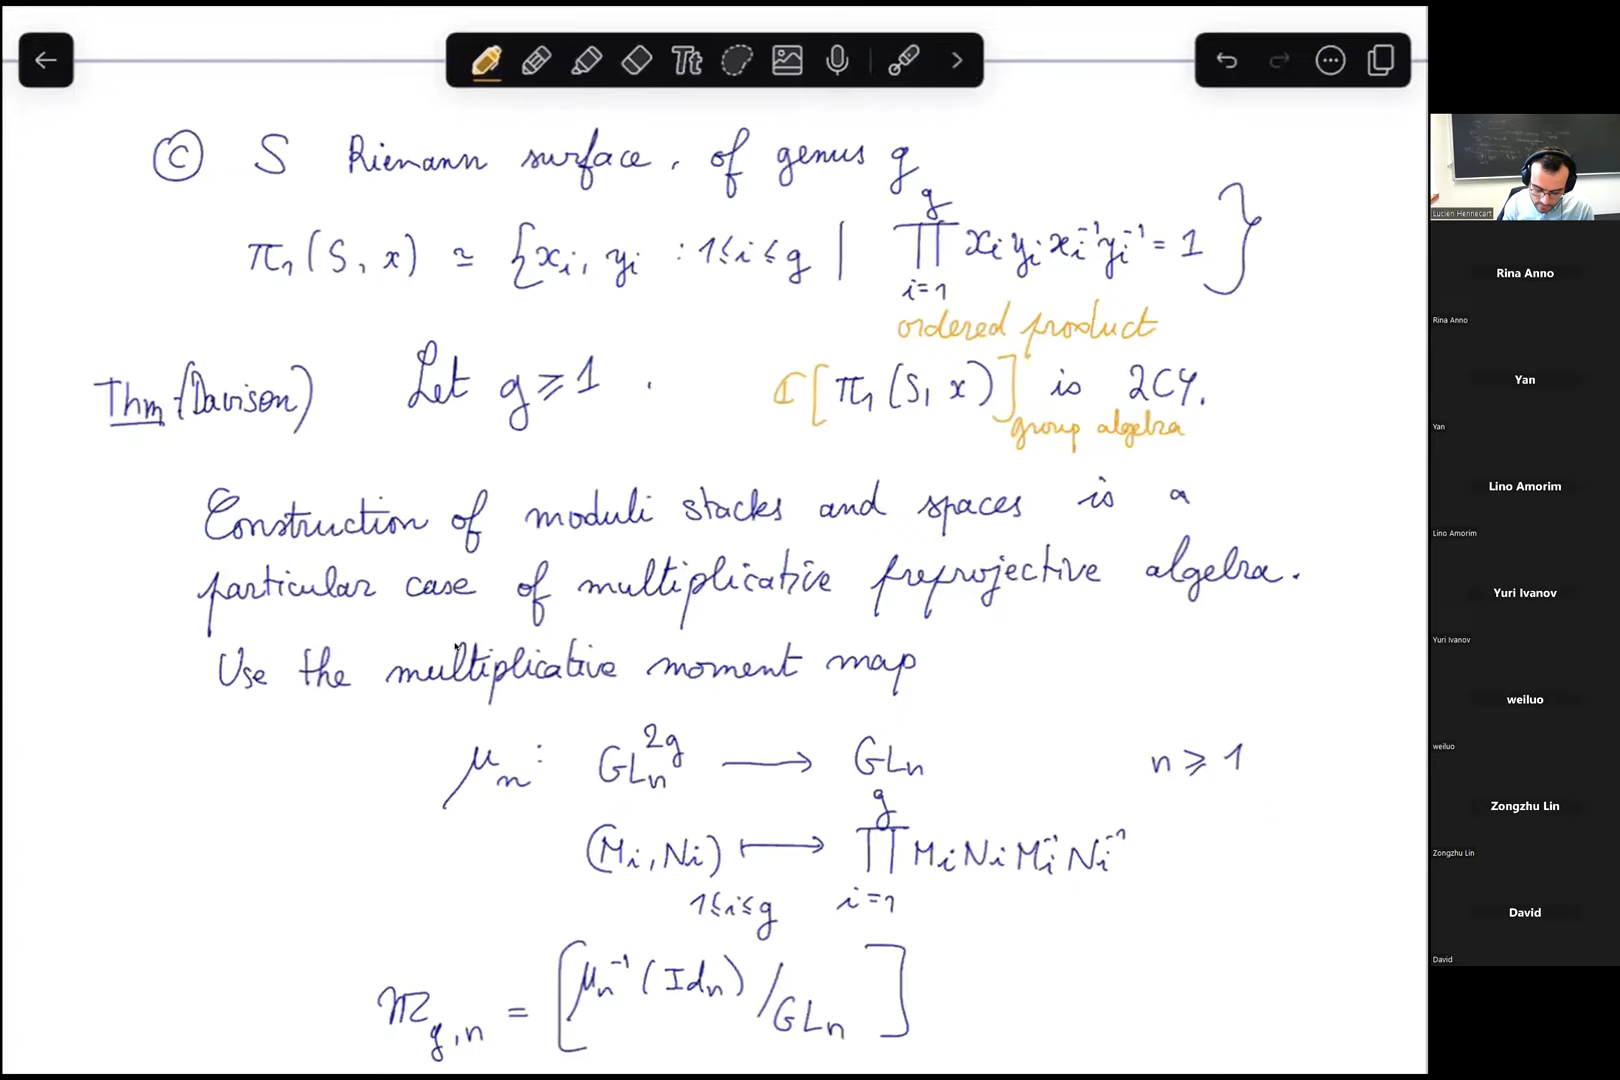 Tt
Ⓒ S Riemann surface, of genus g
π₁(S, x) ≃ {xᵢ, yᵢ : 1≤i≤g | ∏_{i=1}^{g} xᵢ yᵢ xᵢ⁻¹ yᵢ⁻¹ = 1}
ordered product
Thm (Davison) Let g ⩾ 1 . ℂ[π₁(S, x)] is 2CY.
group algebra
Construction of moduli stacks and spaces is a
particular case of multiplicative preprojective algebra.
Use the multiplicative moment map
μₙ : GLₙ^{2g} ⟶ GLₙ n ⩾ 1
(Mᵢ, Nᵢ)_{1≤i≤g} ⟼ ∏_{i=1}^{g} Mᵢ Nᵢ Mᵢ⁻¹ Nᵢ⁻¹
𝔐_{g,n} = [μₙ⁻¹(Idₙ)/GLₙ]
Lucien Hennecart
Rina Anno
Rina Anno
Yan
Yan
Lino Amorim
Lino Amorim
Yuri Ivanov
Yuri Ivanov
weiluo
weiluo
Zongzhu Lin
Zongzhu Lin
David
David